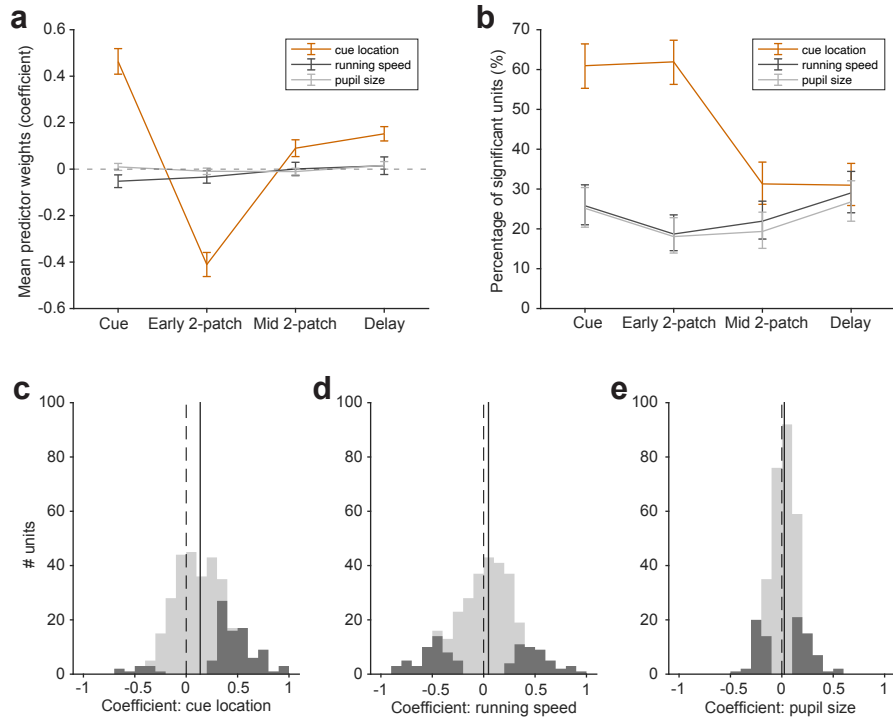 a
Mean predictor weights (coefficient)
0.6
0.4
0.2
0
-0.2
-0.4
-0.6
cue location
running speed
pupil size
Cue Early 2-patch Mid 2-patch Delay
b
Percentage of significant units (%)
70
60
50
40
30
20
10
0
cue location
running speed
pupil size
Cue Early 2-patch Mid 2-patch Delay
c
# units
100
80
60
40
20
0
-1 -0.5 0 0.5 1
Coefficient: cue location
d
100
80
60
40
20
0
-1 -0.5 0 0.5 1
Coefficient: running speed
e
100
80
60
40
20
0
-1 -0.5 0 0.5 1
Coefficient: pupil size